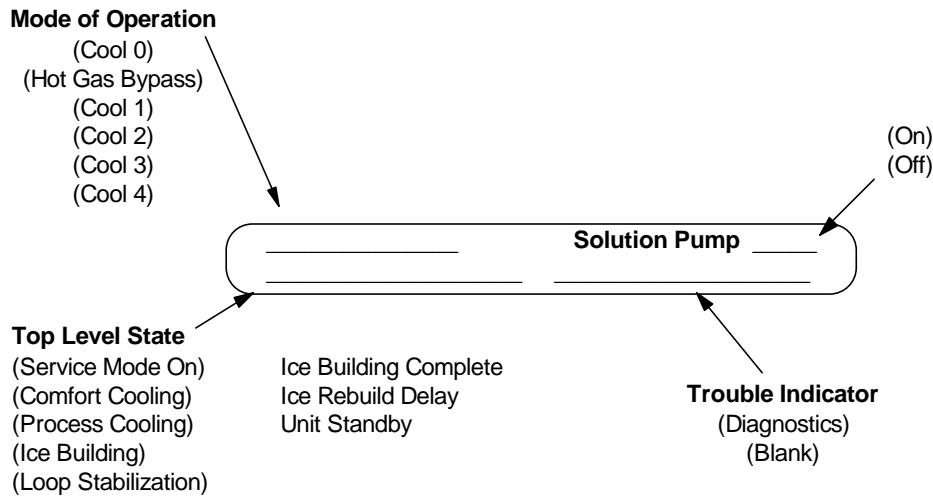 Mode of Operation
(Cool 0)
(Hot Gas Bypass)
(Cool 1)
(Cool 2)
(Cool 3)
(Cool 4)
(On)
(Off)
Solution Pump
Top Level State
(Service Mode On)
(Comfort Cooling)
(Process Cooling)
(Ice Building)
(Loop Stabilization)
Ice Building Complete
Ice Rebuild Delay
Unit Standby
Trouble Indicator
(Diagnostics)
(Blank)